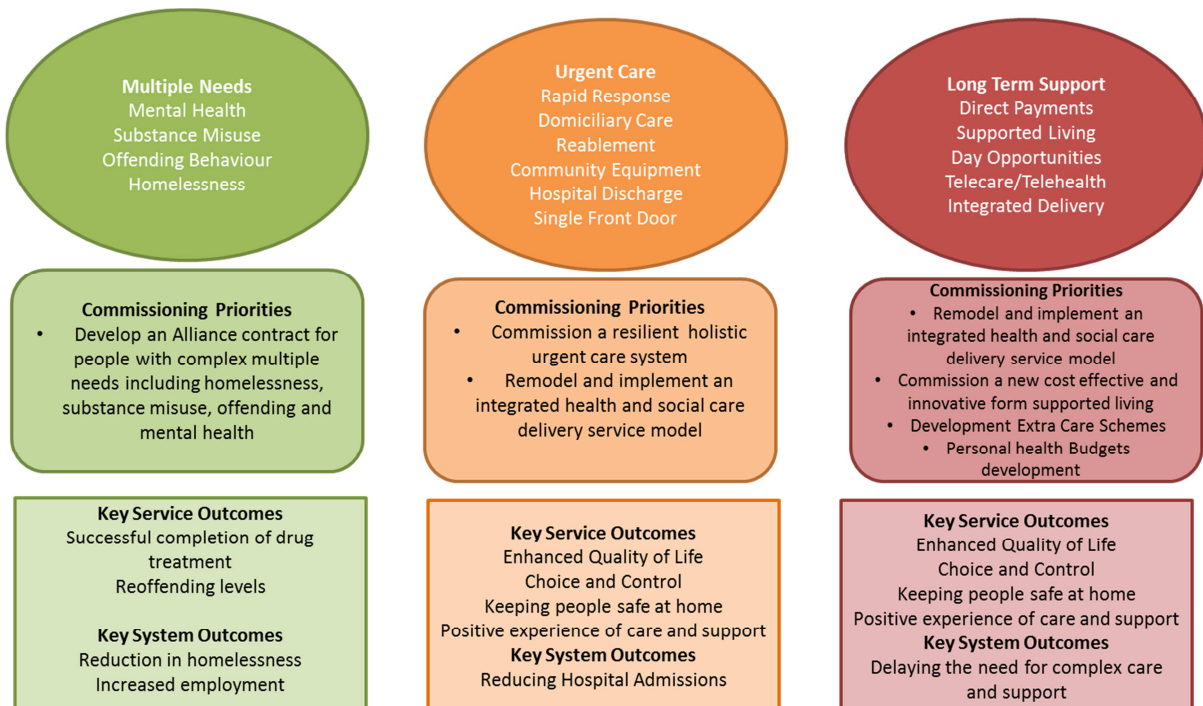 Multiple Needs
Mental Health
Substance Misuse
Offending Behaviour
Homelessness
Commissioning Priorities
• Develop an Alliance contract for
people with complex multiple
needs including homelessness,
substance misuse, offending and
mental health
Key Service Outcomes
Successful completion of drug
treatment
Reoffending levels
Key System Outcomes
Reduction in homelessness
Increased employment
Urgent Care
Rapid Response
Domiciliary Care
Reablement
Community Equipment
Hospital Discharge
Single Front Door
Commissioning Priorities
• Commission a resilient holistic
urgent care system
• Remodel and implement an
integrated health and social care
delivery service model
Key Service Outcomes
Enhanced Quality of Life
Choice and Control
Keeping people safe at home
Positive experience of care and support
Key System Outcomes
Reducing Hospital Admissions
Long Term Support
Direct Payments
Supported Living
Day Opportunities
Telecare/Telehealth
Integrated Delivery
Commissioning Priorities
• Remodel and implement an
integrated health and social care
delivery service model
• Commission a new cost effective and
innovative form supported living
• Development Extra Care Schemes
• Personal health Budgets
development
Key Service Outcomes
Enhanced Quality of Life
Choice and Control
Keeping people safe at home
Positive experience of care and support
Key System Outcomes
Delaying the need for complex care
and support